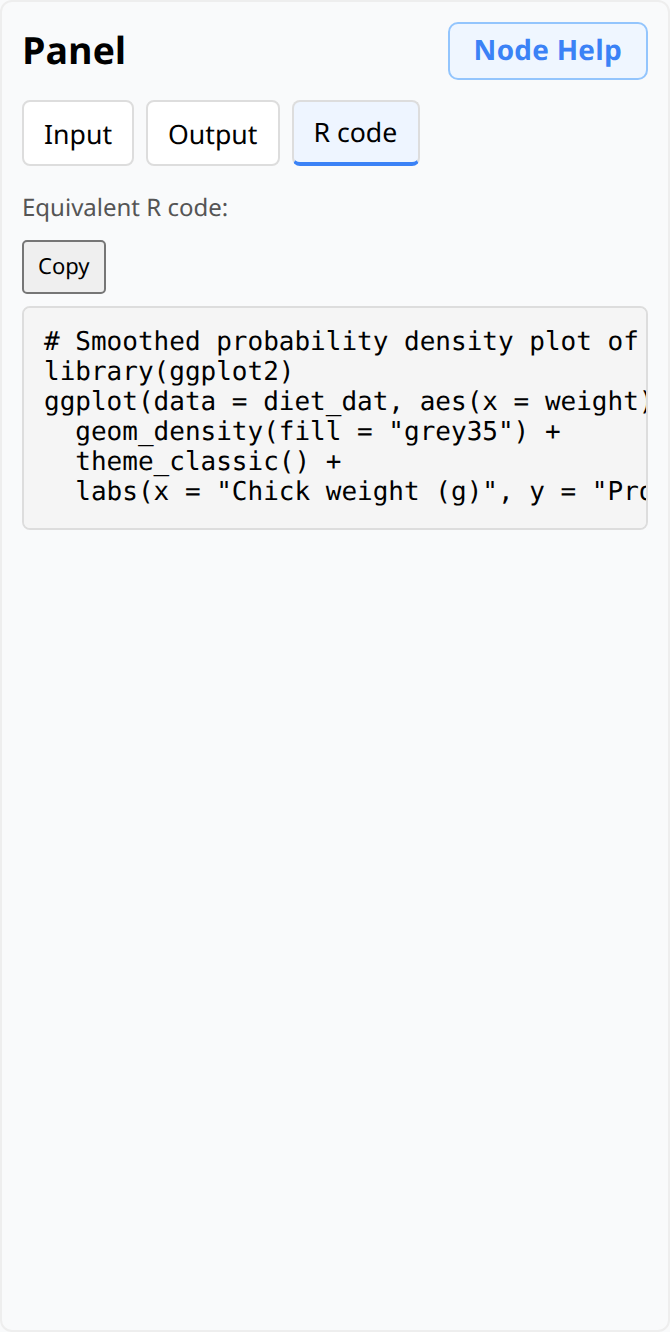 Panel
Node Help
Input Output R code
Equivalent R code:
Copy
# Smoothed probability density plot of
library(ggplot2)
ggplot(data = diet_dat, aes(x = weight)
  geom_density(fill = "grey35") +
  theme_classic() +
  labs(x = "Chick weight (g)", y = "Pro